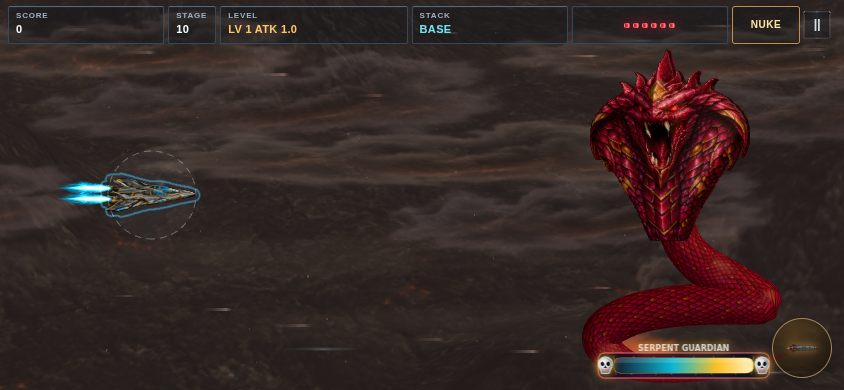 SCORE
0
STAGE
10
LEVEL
LV 1 ATK 1.0
STACK
BASE
NUKE
SERPENT GUARDIAN